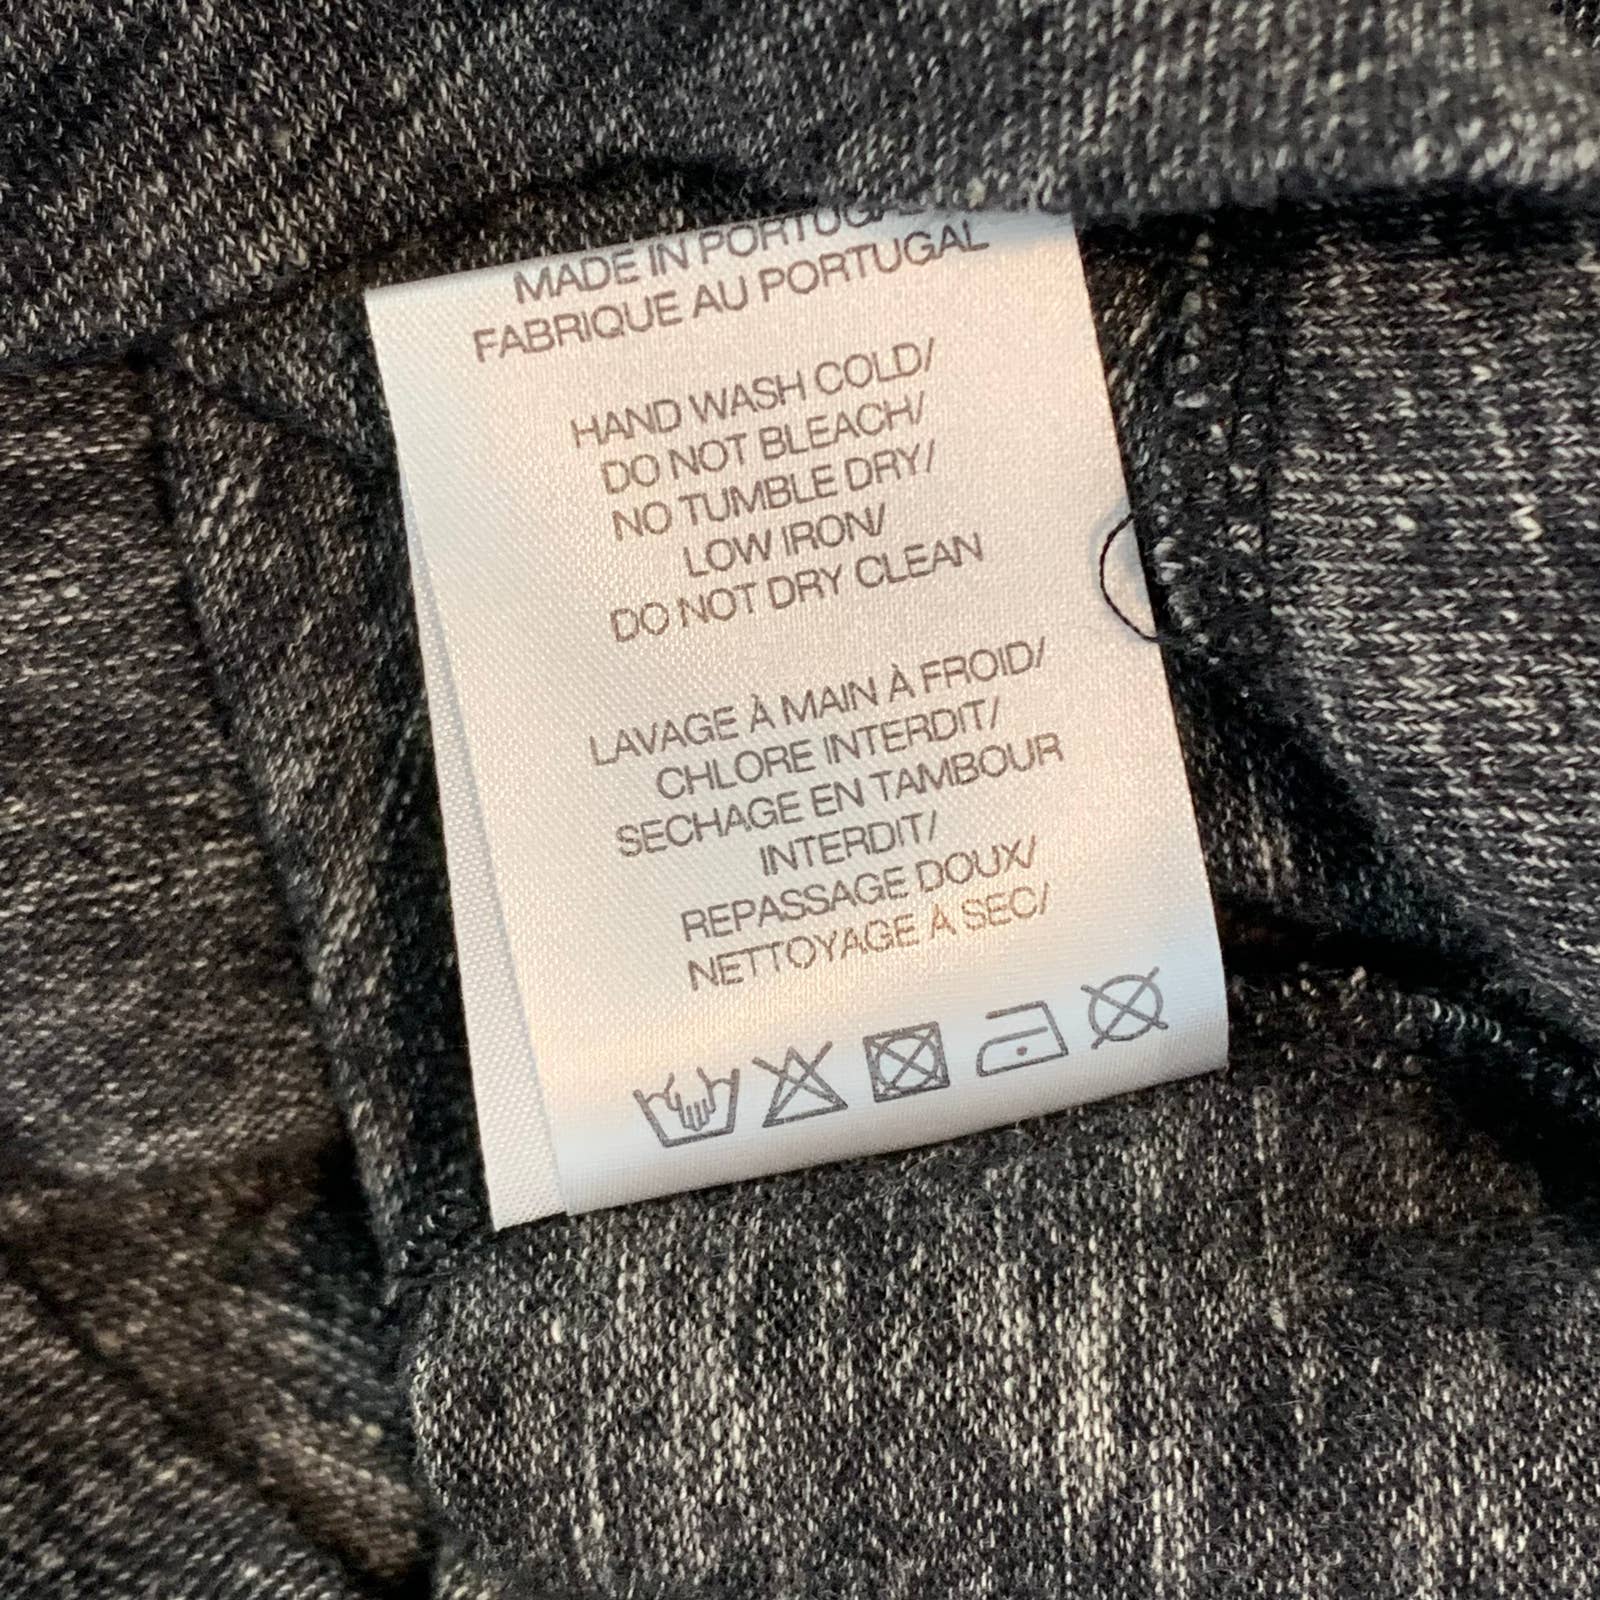 MADE IN PORTUGAL
FABRIQUE AU PORTUGAL
HAND WASH COLD/
DO NOT BLEACH/
NO TUMBLE DRY/
LOW IRON/
DO NOT DRY CLEAN
LAVAGE À MAIN À FROID/
CHLORE INTERDIT/
SECHAGE EN TAMBOUR
INTERDIT/
REPASSAGE DOUX/
NETTOYAGE À SEC/